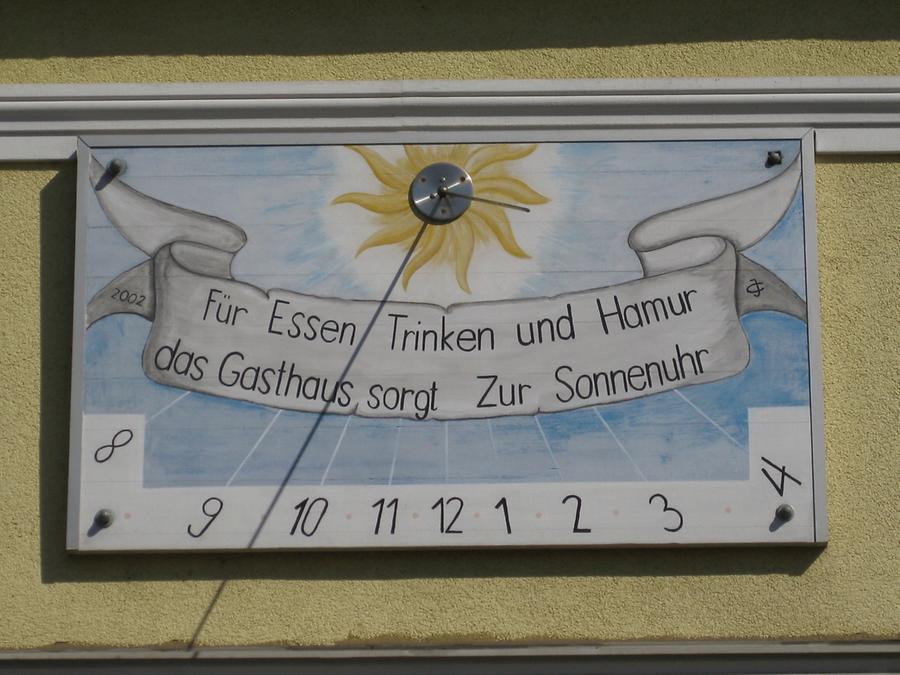 2002
Für Essen Trinken und Hamur
das Gasthaus sorgt Zur Sonnenuhr
8 9 10 11 12 1 2 3 4